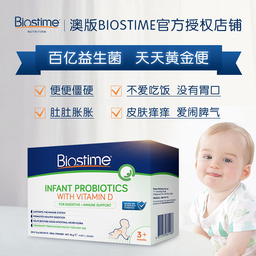 Biostime
NUTRITION
澳版BIOSTIME官方授权店铺
百亿益生菌 天天黄金便
便便僵硬
不爱吃饭 没有胃口
肚肚胀胀
皮肤痒痒 爱闹脾气
Biostime
INFANT PROBIOTICS
WITH VITAMIN D
FOR DIGESTIVE + IMMUNE SUPPORT
3+